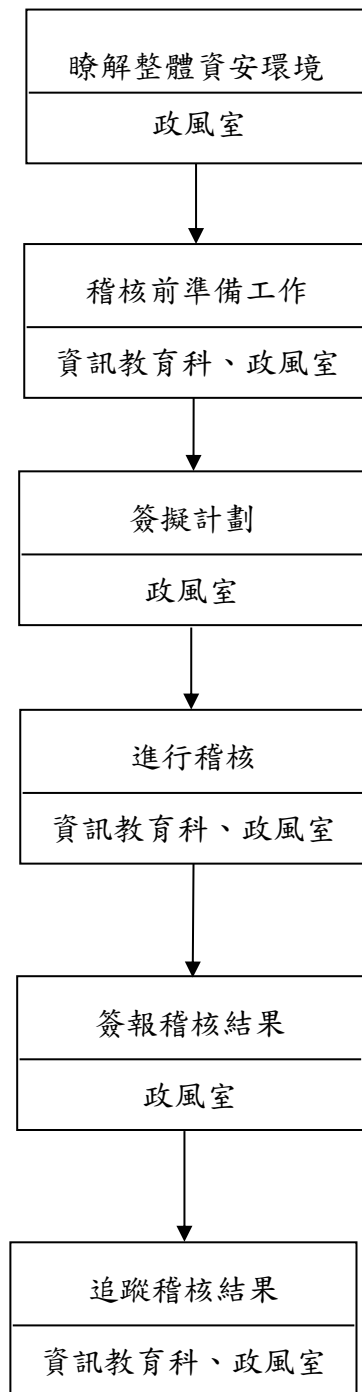 瞭解整體資安環境
政風室
稽核前準備工作
資訊教育科、政風室
簽擬計劃
政風室
進行稽核
資訊教育科、政風室
簽報稽核結果
政風室
追蹤稽核結果
資訊教育科、政風室